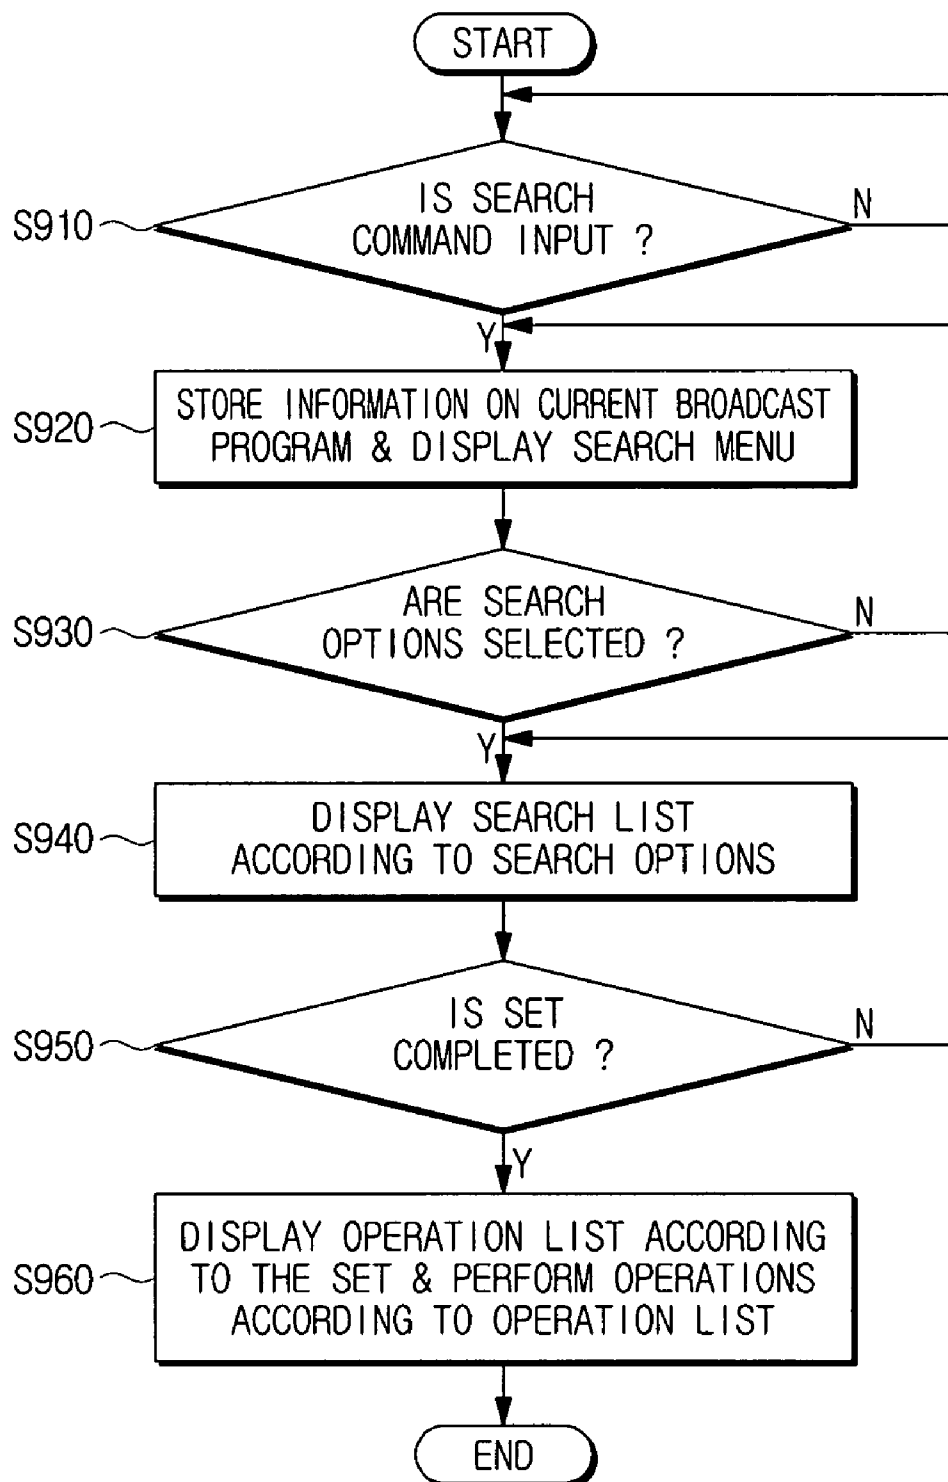 START
IS SEARCH
COMMAND INPUT ?
N
S910
Y
STORE INFORMATION ON CURRENT BROADCAST
PROGRAM & DISPLAY SEARCH MENU
S920
ARE SEARCH
OPTIONS SELECTED ?
N
S930
Y
DISPLAY SEARCH LIST
ACCORDING TO SEARCH OPTIONS
S940
IS SET
COMPLETED ?
N
S950
Y
DISPLAY OPERATION LIST ACCORDING
TO THE SET & PERFORM OPERATIONS
ACCORDING TO OPERATION LIST
S960
END